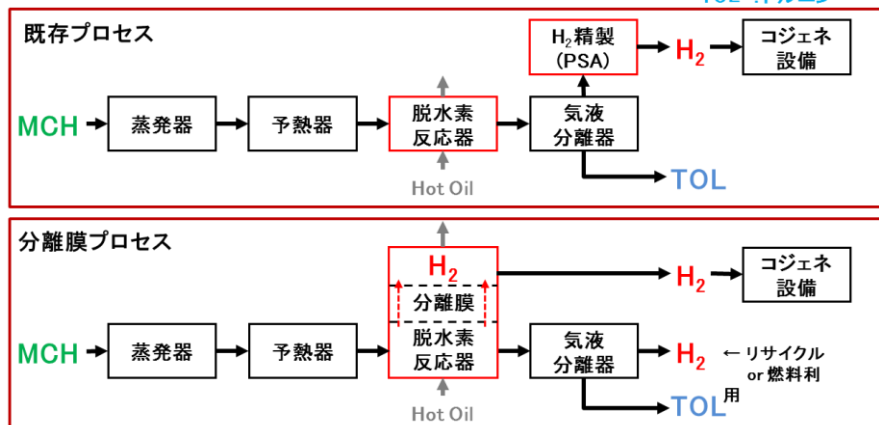 既存プロセス
MCH
蒸発器
予熱器
脱水素
反応器
Hot Oil
気液
分離器
H2精製
(PSA)
H2
コジェネ
設備
TOL
分離膜プロセス
MCH
蒸発器
予熱器
H2
分離膜
脱水素
反応器
Hot Oil
気液
分離器
H2
コジェネ
設備
H2
← リサイクル
or 燃料利
用
TOL